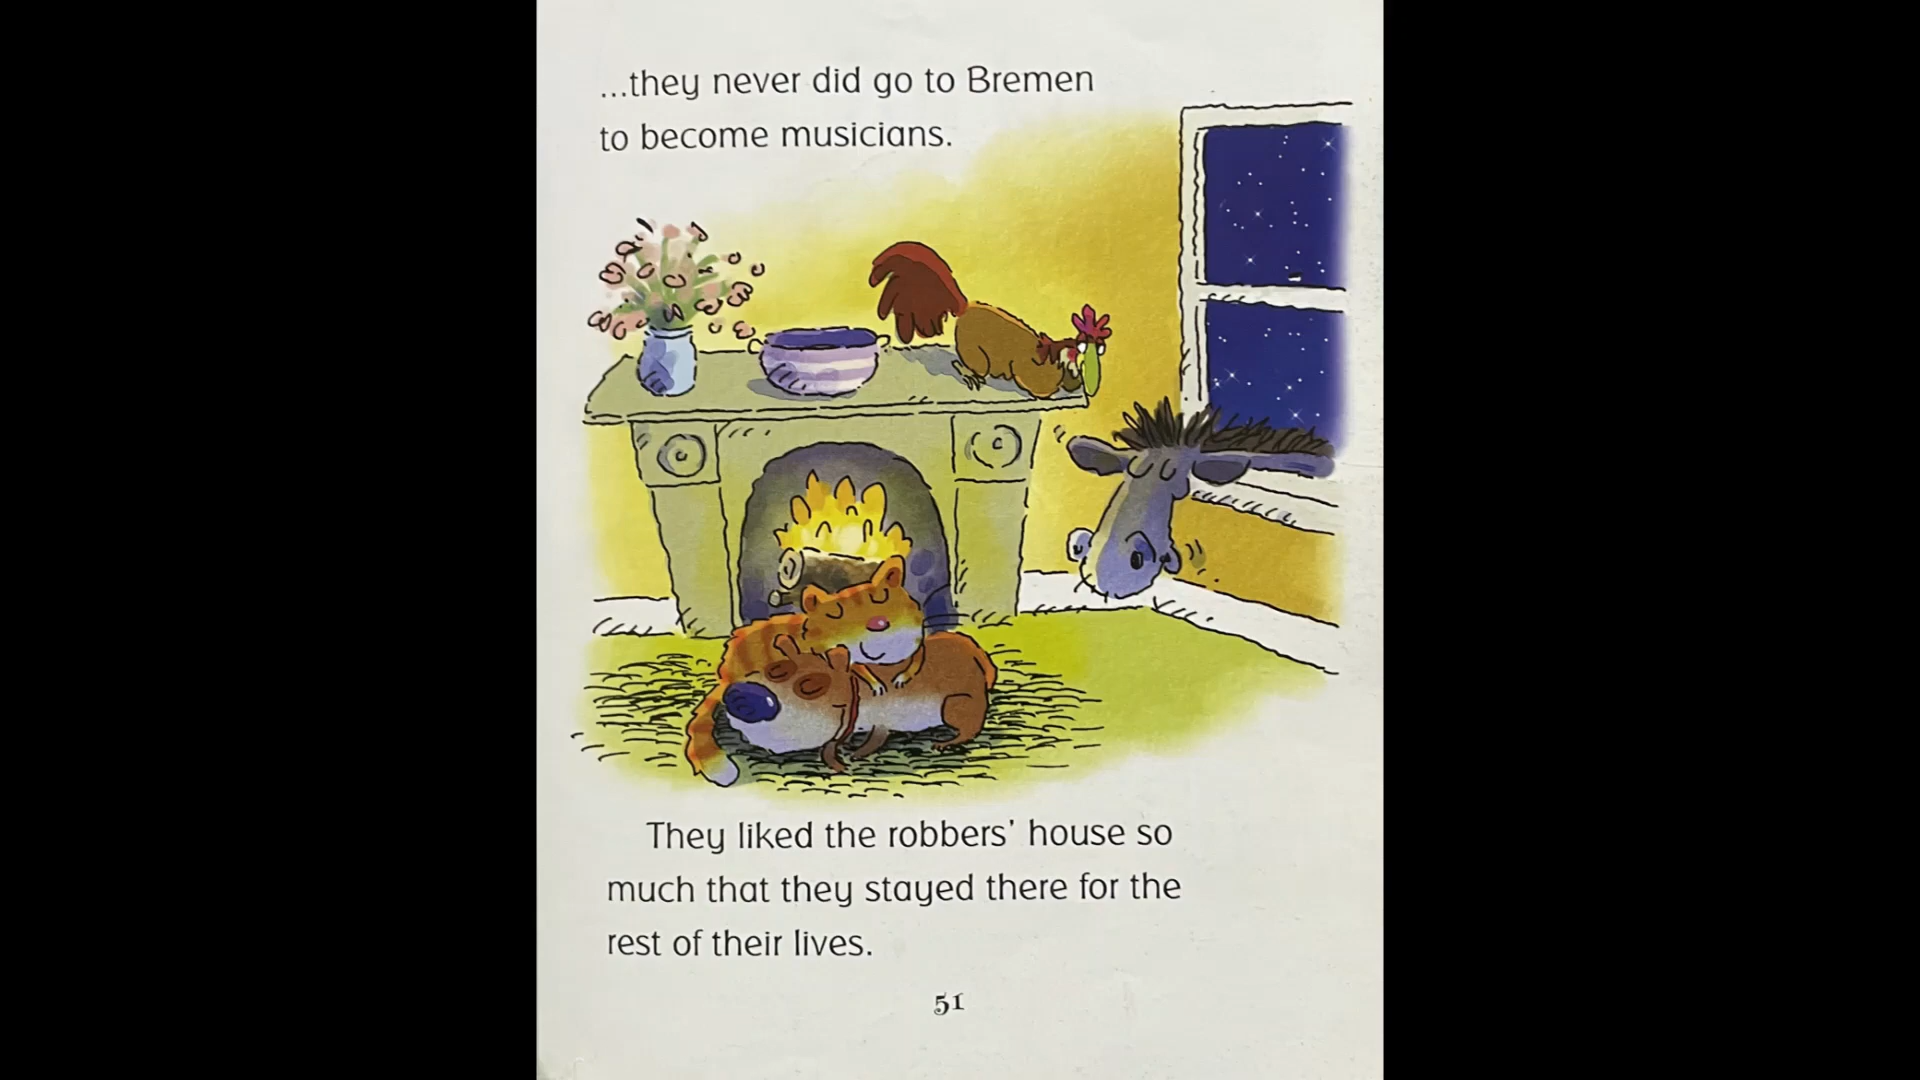 ...they never did go to Bremen
to become musicians.
They liked the robbers' house so
much that they stayed there for the
rest of their lives.
51